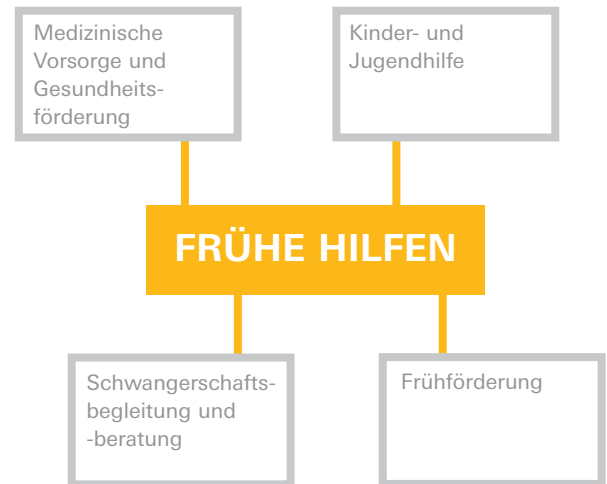 Medizinische
Vorsorge und
Gesundheits-
förderung
Kinder- und
Jugendhilfe
FRÜHE HILFEN
Schwangerschafts-
begleitung und
-beratung
Frühförderung